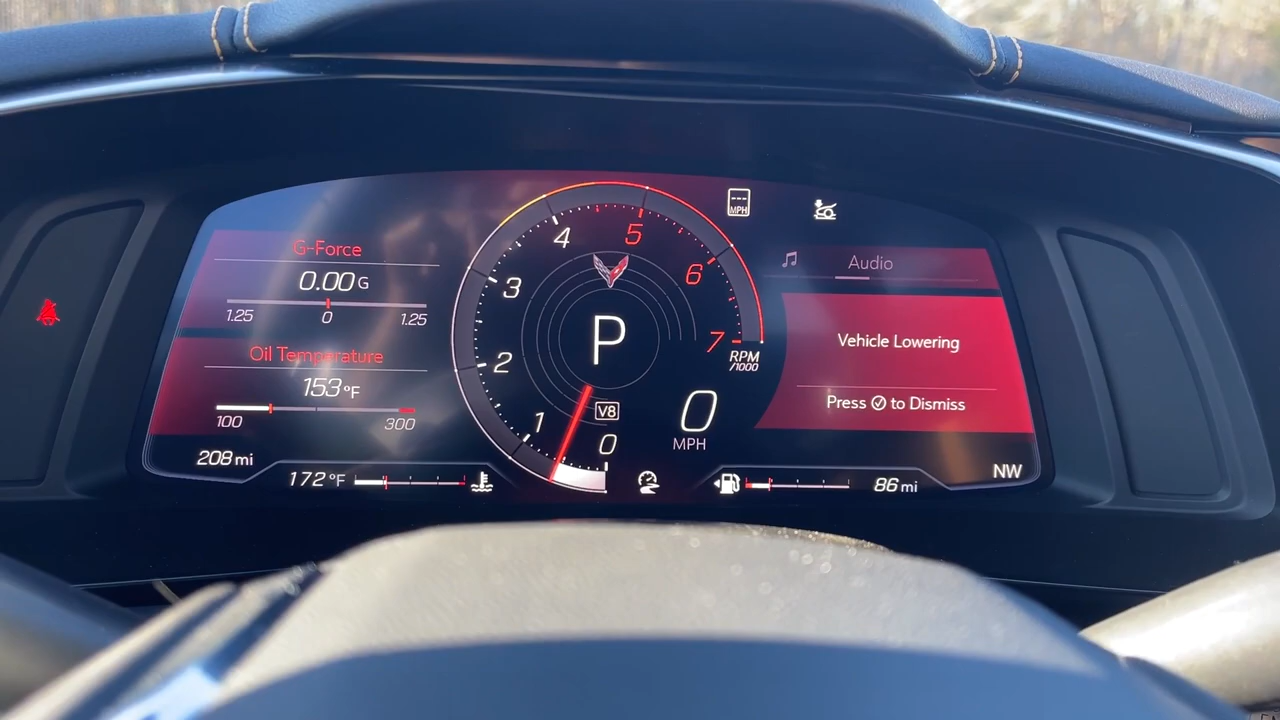 G-Force
0.00 G
1.25 0 1.25
Oil Temperature
153 °F
100 300
208 mi
172 °F
4
5
3
6
2
7
1
0
P
V8
RPM
/1000
0
MPH
--- MPH
Audio
Vehicle Lowering
Press ✓ to Dismiss
86 mi
NW